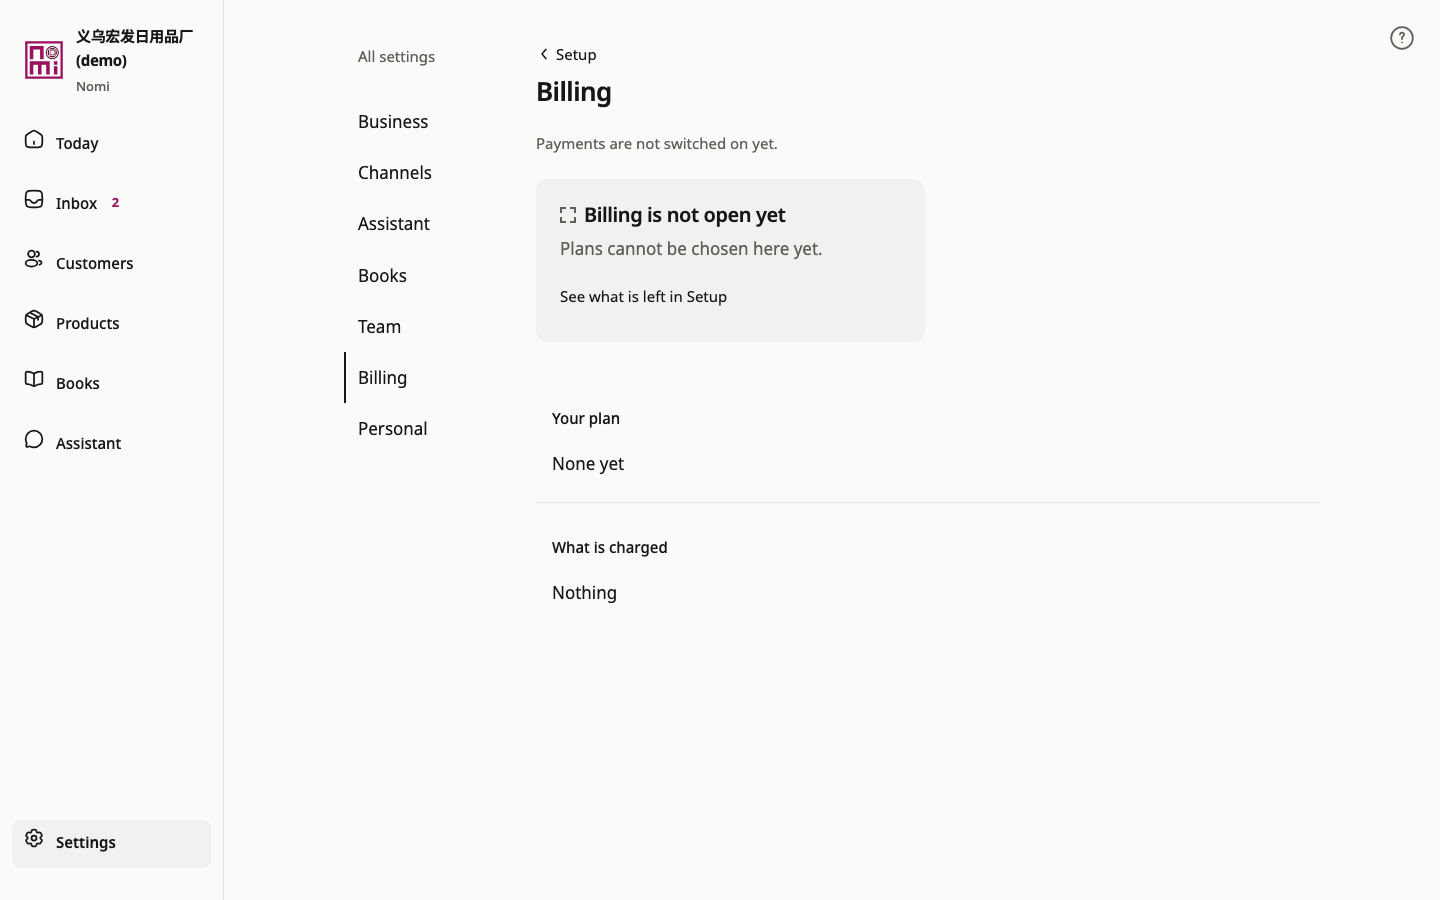 义乌宏发日用品厂
(demo)
Nomi
Today
Inbox 2
Customers
Products
Books
Assistant
Settings
All settings
Business
Channels
Assistant
Books
Team
Billing
Personal
Setup
Billing
Payments are not switched on yet.
Billing is not open yet
Plans cannot be chosen here yet.
See what is left in Setup
Your plan
None yet
What is charged
Nothing